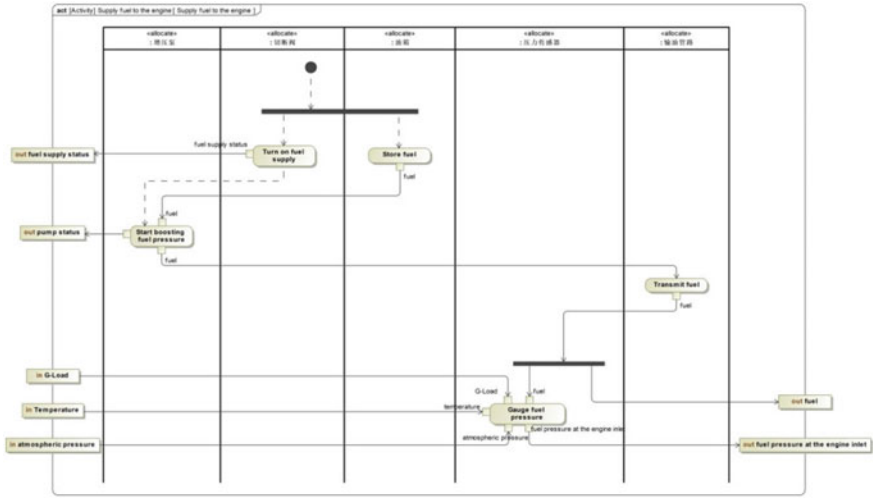 act [Activity] Supply fuel to the engine [ Supply fuel to the engine ]
«allocate»
: 增压泵
«allocate»
: 切断阀
«allocate»
: 油箱
«allocate»
: 压力传感器
«allocate»
: 输油管路
fuel supply status
out fuel supply status
Turn on fuel
supply
Store fuel
fuel
fuel
out pump status
Start boosting
fuel pressure
fuel
Transmit fuel
fuel
in G-Load
G-Load
fuel
out fuel
in Temperature
temperature
Gauge fuel
pressure
fuel pressure at the engine inlet
atmospheric pressure
in atmospheric pressure
out fuel pressure at the engine inlet